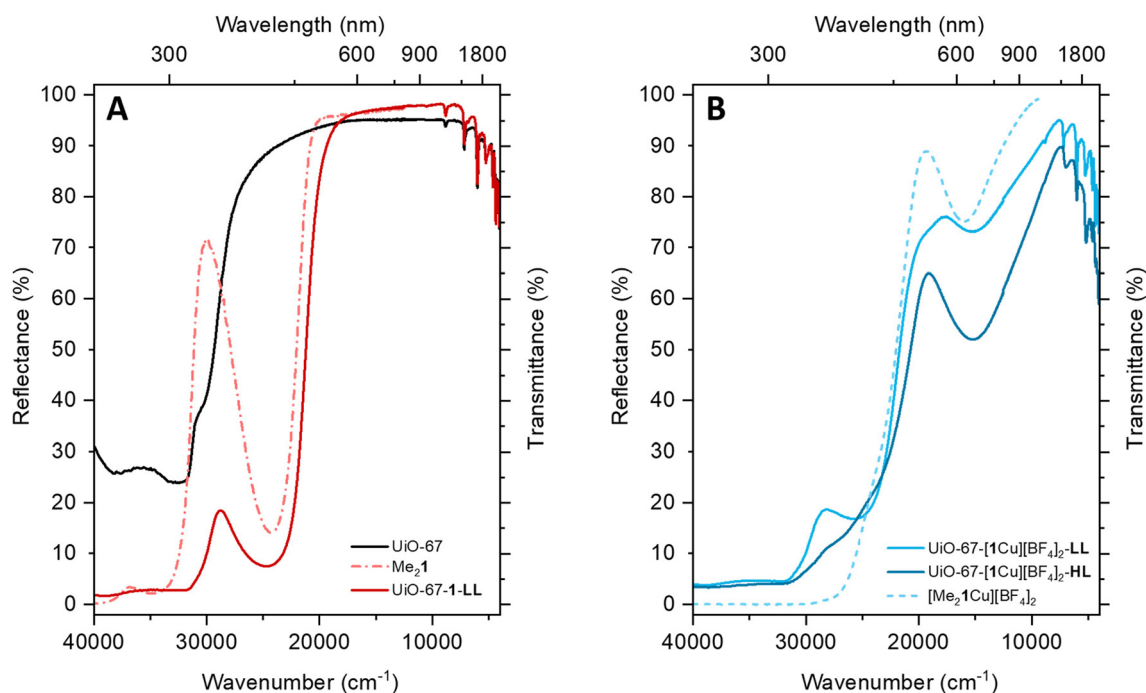 Wavelength (nm)
300 600 900 1800
A
Reflectance (%)
100
90
80
70
60
50
40
30
20
10
0
Transmittance (%)
UiO-67
Me₂1
UiO-67-1-LL
40000 30000 20000 10000
Wavenumber (cm⁻¹)
Wavelength (nm)
300 600 900 1800
B
Reflectance (%)
100
90
80
70
60
50
40
30
20
10
0
Transmittance (%)
UiO-67-[1Cu][BF₄]₂-LL
UiO-67-[1Cu][BF₄]₂-HL
[Me₂1Cu][BF₄]₂
40000 30000 20000 10000
Wavenumber (cm⁻¹)